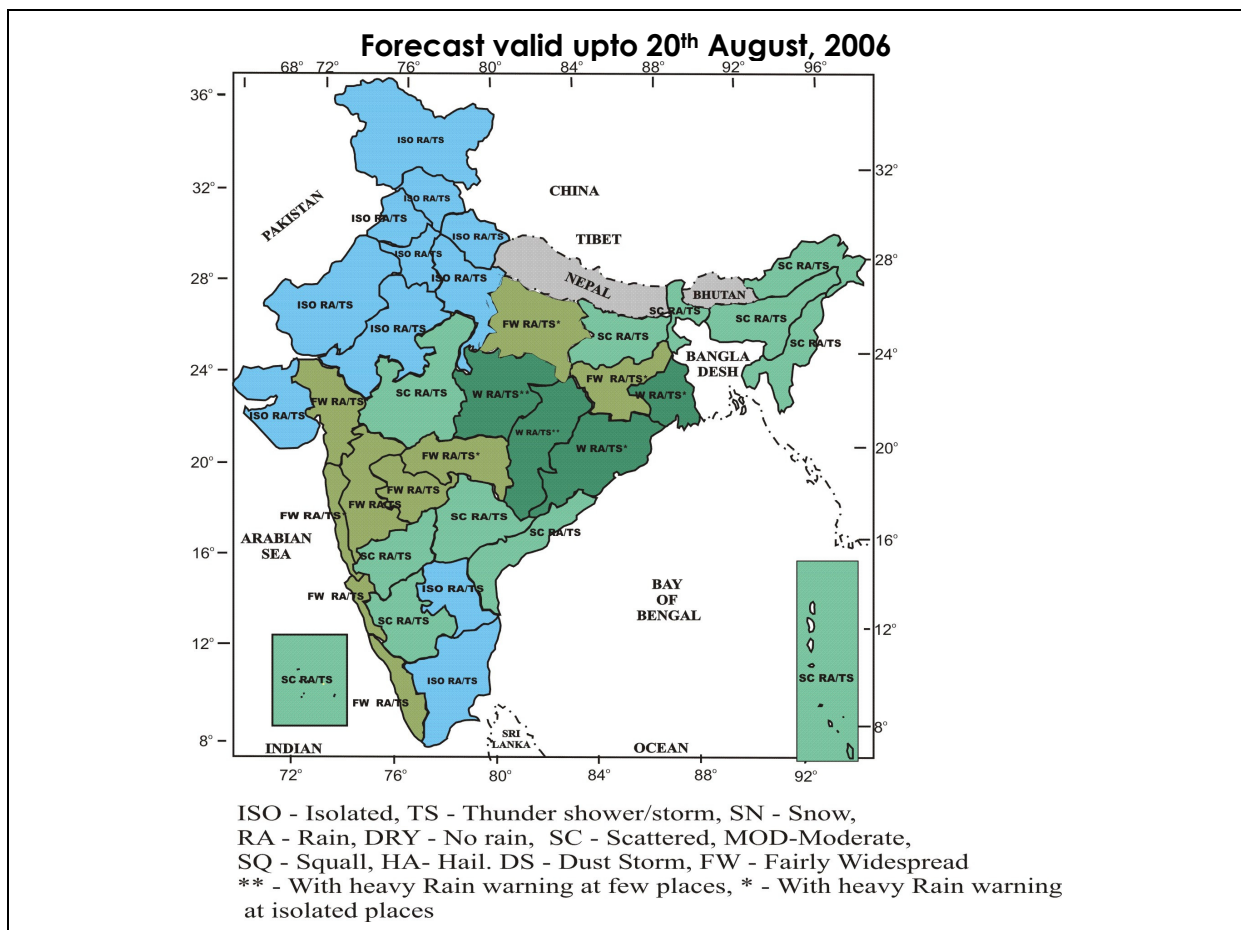 Forecast valid upto 20th August, 2006
68° 72° 76° 80° 84° 88° 92° 96°
36°
ISO RA/TS
32°
32°
CHINA
ISO RA/TS
PAKISTAN
ISO RA/TS
ISO RA/TS
TIBET
ISO RA/TS
28°
ISO RA/TS
NEPAL
BHUTAN
SC RA/TS
28°
ISO RA/TS
ISO RA/TS
FW RA/TS*
SC RA/TS
SC RA/TS
SC RA/TS
SC RA/TS
24°
BANGLA
DESH
24°
ISO RA/TS
FW RA/TS
SC RA/TS
W RA/TS**
FW RA/TS*
W RA/TS*
W RA/TS**
W RA/TS*
20°
FW RA/TS*
20°
FW RA/TS
FW RA/TS
FW RA/TS*
SC RA/TS
SC RA/TS
ARABIAN
SEA
16°
SC RA/TS
16°
FW RA/TS
ISO RA/TS
BAY
OF
BENGAL
SC RA/TS
12°
12°
SC RA/TS
ISO RA/TS
SC RA/TS
FW RA/TS
8°
INDIAN
SRI
LANKA
OCEAN
8°
72° 76° 80° 84° 88° 92°
ISO - Isolated, TS - Thunder shower/storm, SN - Snow,
RA - Rain, DRY - No rain, SC - Scattered, MOD-Moderate,
SQ - Squall, HA- Hail. DS - Dust Storm, FW - Fairly Widespread
** - With heavy Rain warning at few places, * - With heavy Rain warning
at isolated places